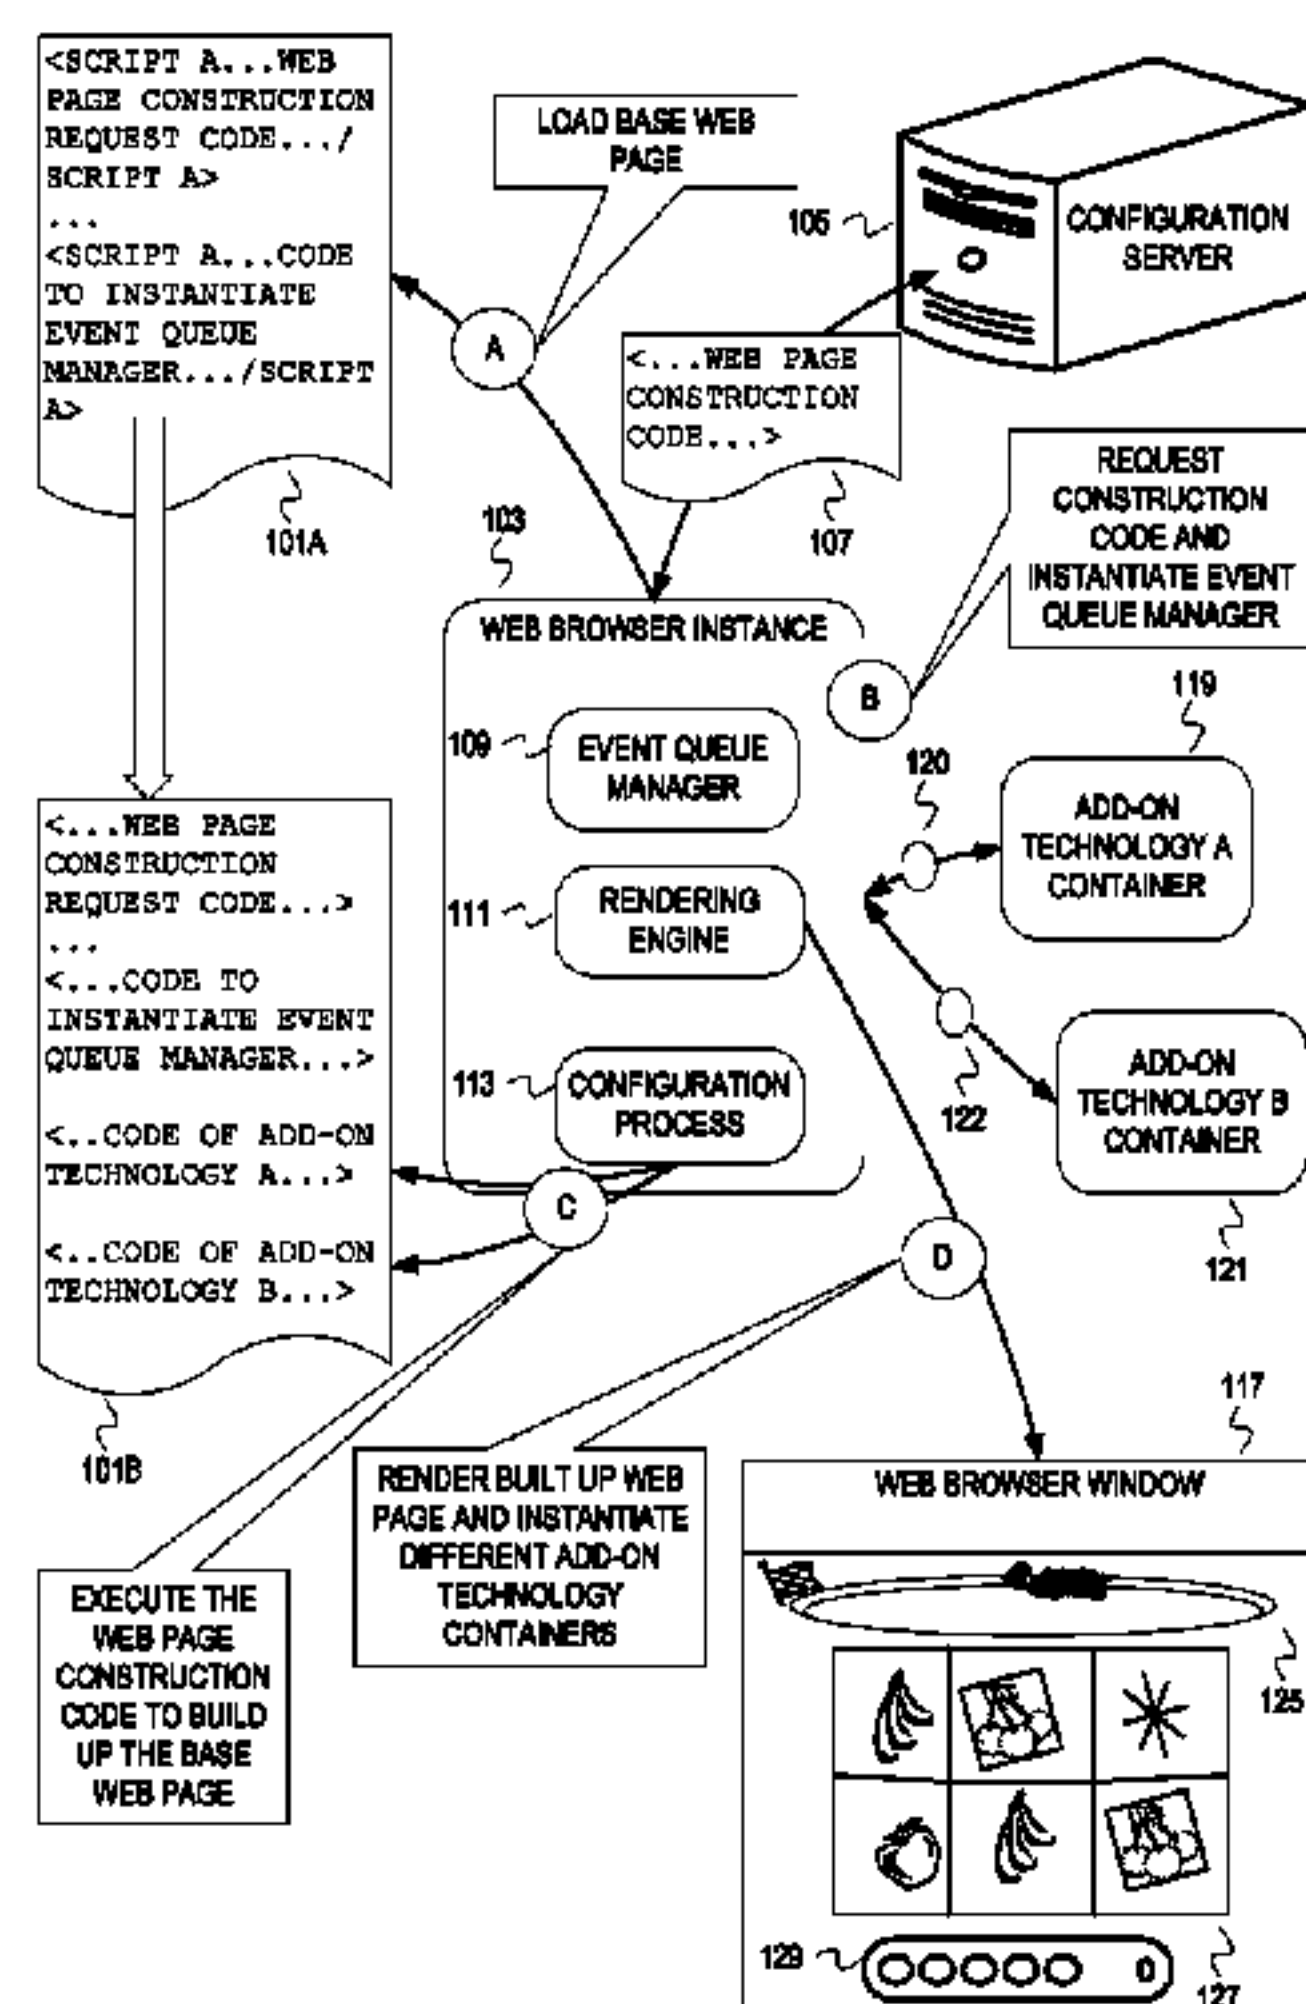 <SCRIPT A...WEB
PAGE CONSTRUCTION
REQUEST CODE.../
SCRIPT A>
...
<SCRIPT A...CODE
TO INSTANTIATE
EVENT QUEUE
MANAGER.../SCRIPT
A>
101A
LOAD BASE WEB
PAGE
A
105
CONFIGURATION
SERVER
<...WEB PAGE
CONSTRUCTION
CODE...>
107
REQUEST
CONSTRUCTION
CODE AND
INSTANTIATE EVENT
QUEUE MANAGER
B
103
WEB BROWSER INSTANCE
109
EVENT QUEUE
MANAGER
111
RENDERING
ENGINE
113
CONFIGURATION
PROCESS
119
120
ADD-ON
TECHNOLOGY A
CONTAINER
122
ADD-ON
TECHNOLOGY B
CONTAINER
121
<...WEB PAGE
CONSTRUCTION
REQUEST CODE...>
...
<...CODE TO
INSTANTIATE EVENT
QUEUE MANAGER...>
<..CODE OF ADD-ON
TECHNOLOGY A...>
<..CODE OF ADD-ON
TECHNOLOGY B...>
101B
C
D
EXECUTE THE
WEB PAGE
CONSTRUCTION
CODE TO BUILD
UP THE BASE
WEB PAGE
RENDER BUILT UP WEB
PAGE AND INSTANTIATE
DIFFERENT ADD-ON
TECHNOLOGY
CONTAINERS
117
WEB BROWSER WINDOW
125
129
0
127